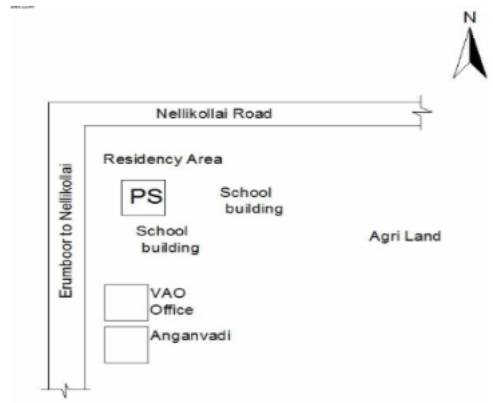 N
Nellikollai Road
Erumboor to Nellikollai
Residency Area
PS
School
building
School
building
Agri Land
VAO
Office
Anganvadi